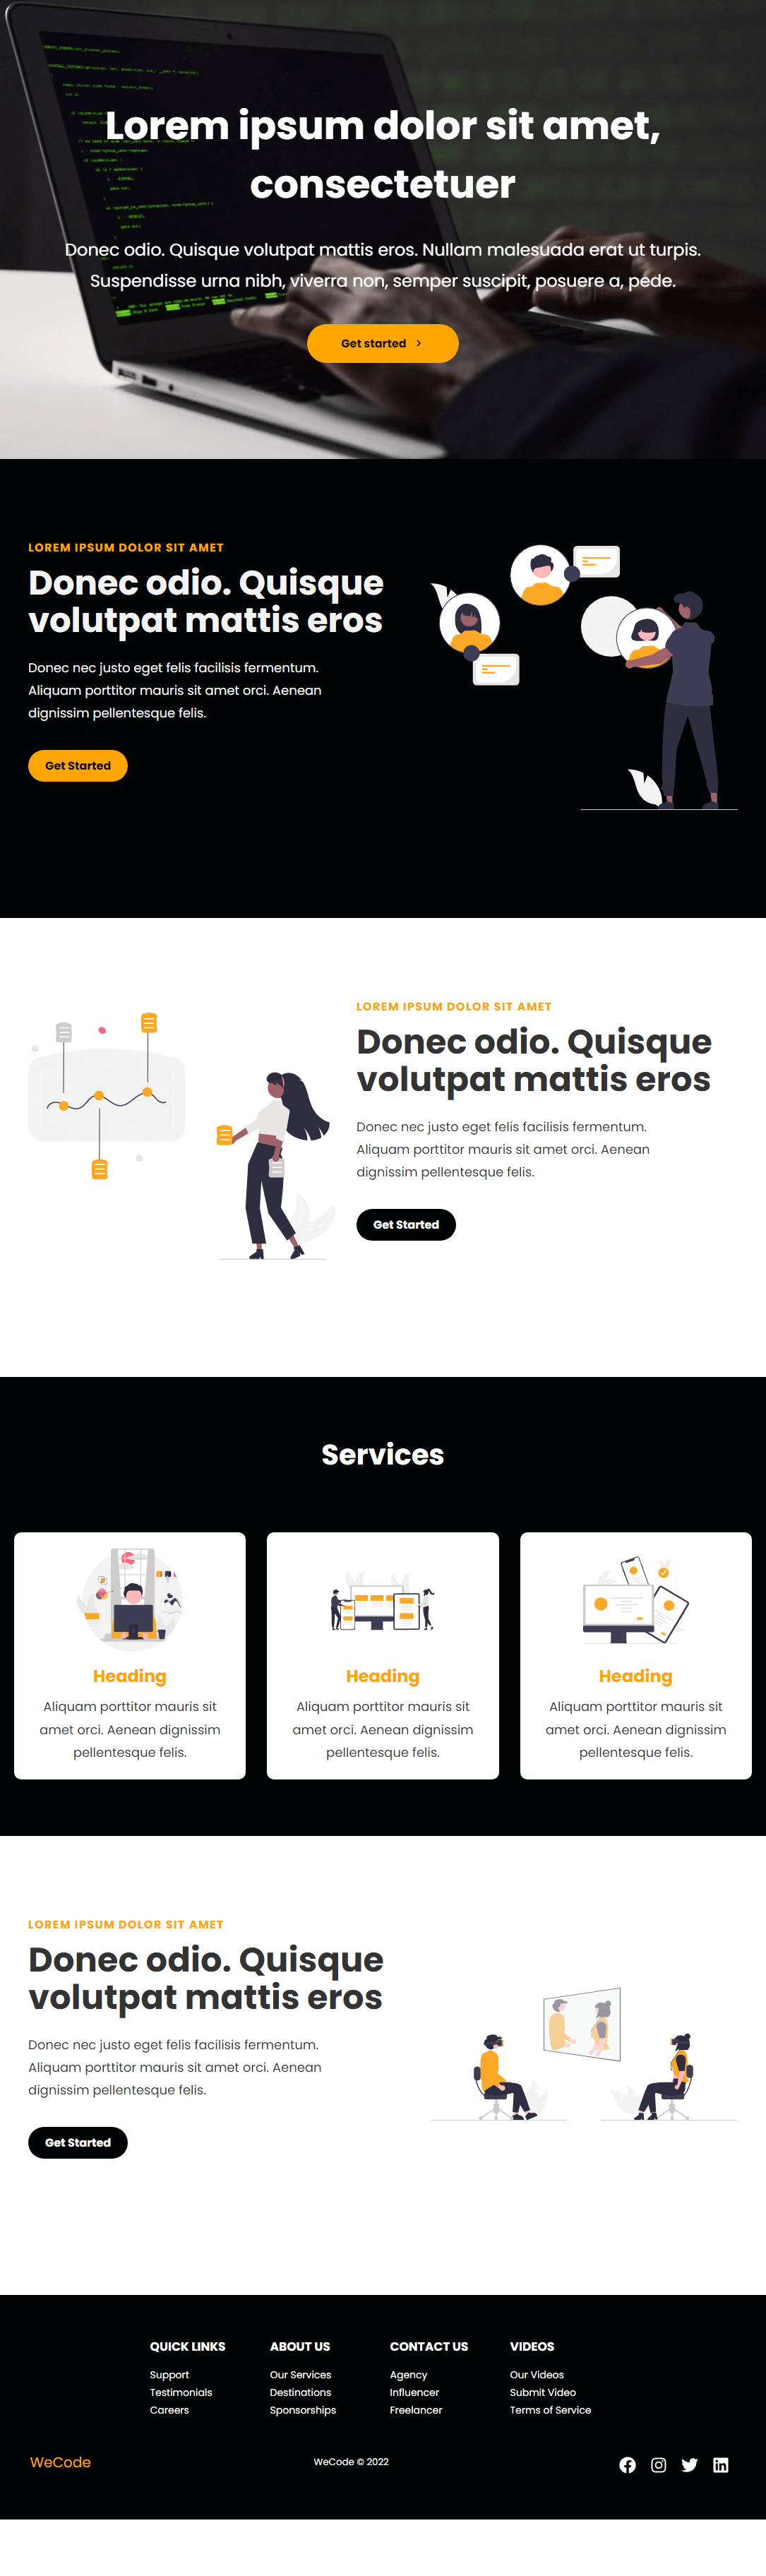 Lorem ipsum dolor sit amet,
consectetuer
Donec odio. Quisque volutpat mattis eros. Nullam malesuada erat ut turpis.
Suspendisse urna nibh, viverra non, semper suscipit, posuere a, pede.
Get started
LOREM IPSUM DOLOR SIT AMET
Donec odio. Quisque
volutpat mattis eros
Donec nec justo eget felis facilisis fermentum.
Aliquam porttitor mauris sit amet orci. Aenean
dignissim pellentesque felis.
Get Started
LOREM IPSUM DOLOR SIT AMET
Donec odio. Quisque
volutpat mattis eros
Donec nec justo eget felis facilisis fermentum.
Aliquam porttitor mauris sit amet orci. Aenean
dignissim pellentesque felis.
Get Started
Services
Heading
Aliquam porttitor mauris sit
amet orci. Aenean dignissim
pellentesque felis.
Heading
Aliquam porttitor mauris sit
amet orci. Aenean dignissim
pellentesque felis.
Heading
Aliquam porttitor mauris sit
amet orci. Aenean dignissim
pellentesque felis.
LOREM IPSUM DOLOR SIT AMET
Donec odio. Quisque
volutpat mattis eros
Donec nec justo eget felis facilisis fermentum.
Aliquam porttitor mauris sit amet orci. Aenean
dignissim pellentesque felis.
Get Started
QUICK LINKS
Support
Testimonials
Careers
ABOUT US
Our Services
Destinations
Sponsorships
CONTACT US
Agency
Influencer
Freelancer
VIDEOS
Our Videos
Submit Video
Terms of Service
WeCode
WeCode © 2022